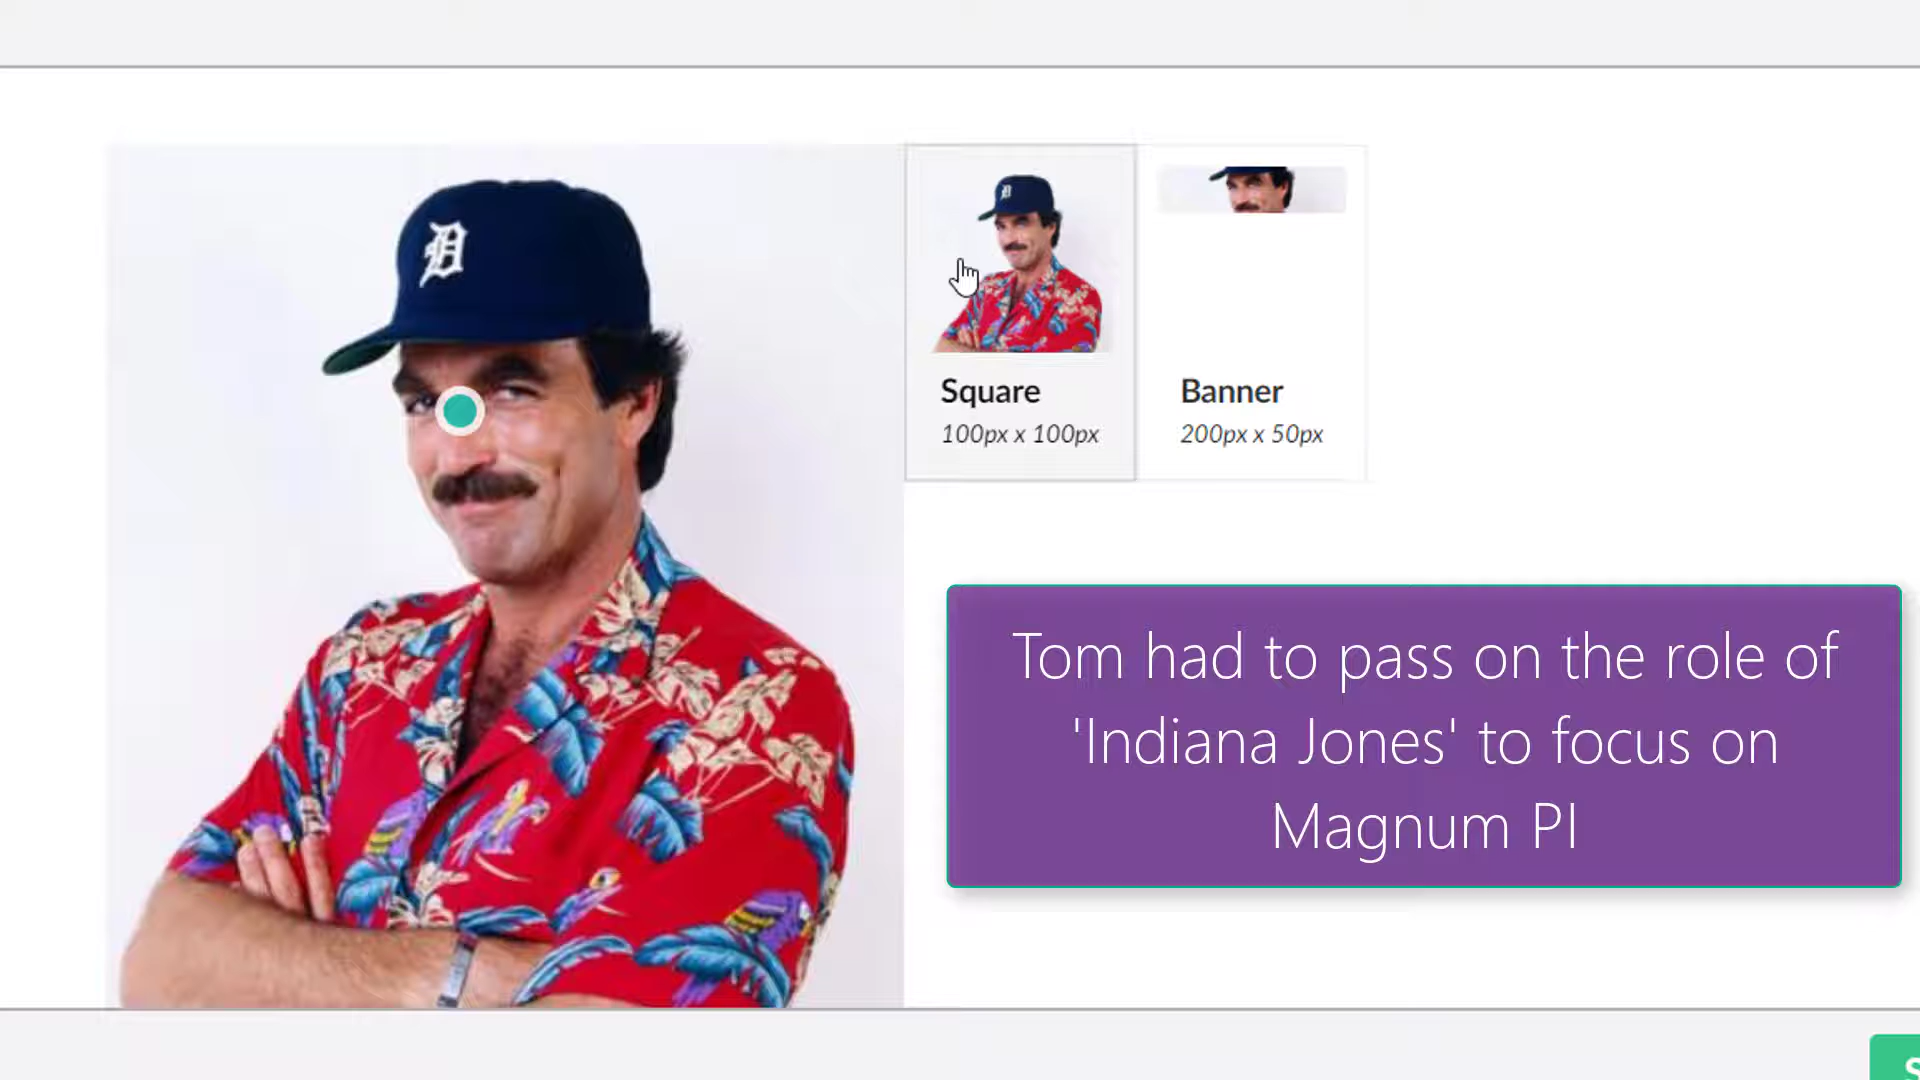 D
D
Square
100px x 100px
Banner
200px x 50px
Tom had to pass on the role of
'Indiana Jones' to focus on
Magnum PI